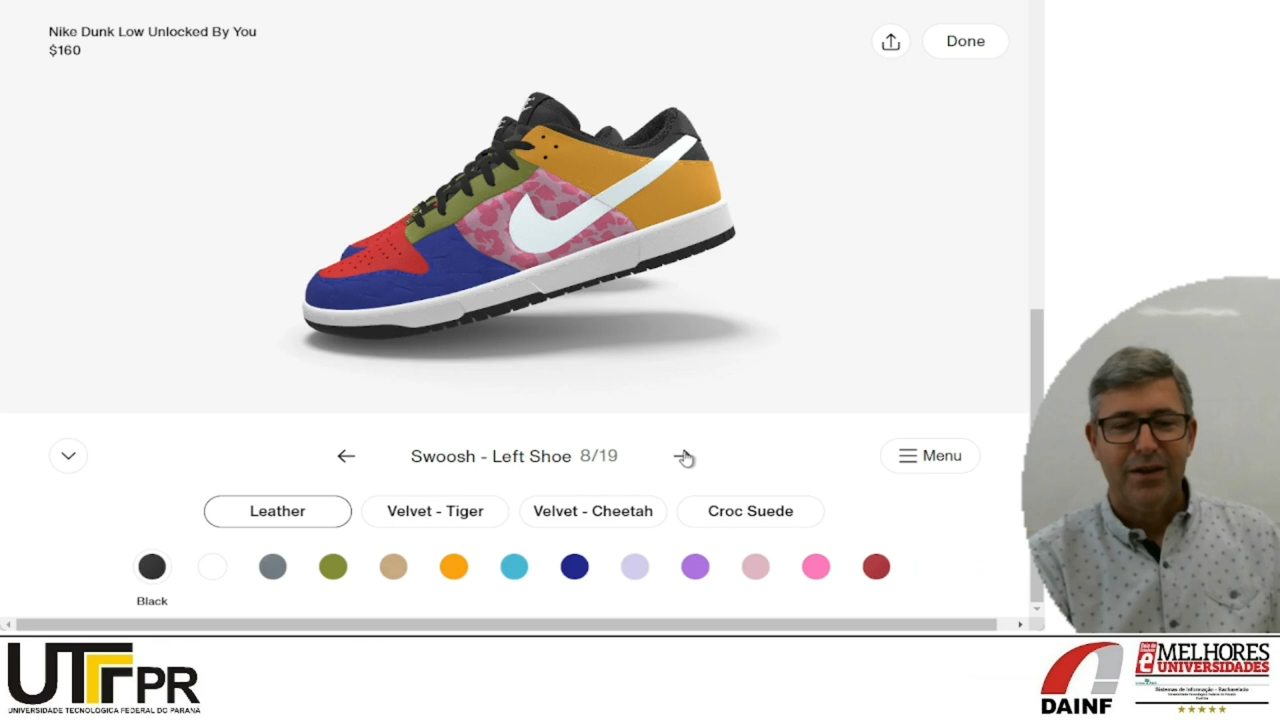 Nike Dunk Low Unlocked By You
$160
Done
Swoosh - Left Shoe 8/19
Menu
Leather
Velvet - Tiger
Velvet - Cheetah
Croc Suede
Black
UTFPR
UNIVERSIDADE TECNOLÓGICA FEDERAL DO PARANÁ
DAINF
MELHORES
UNIVERSIDADES
Sistemas de Informação - Bacharelado